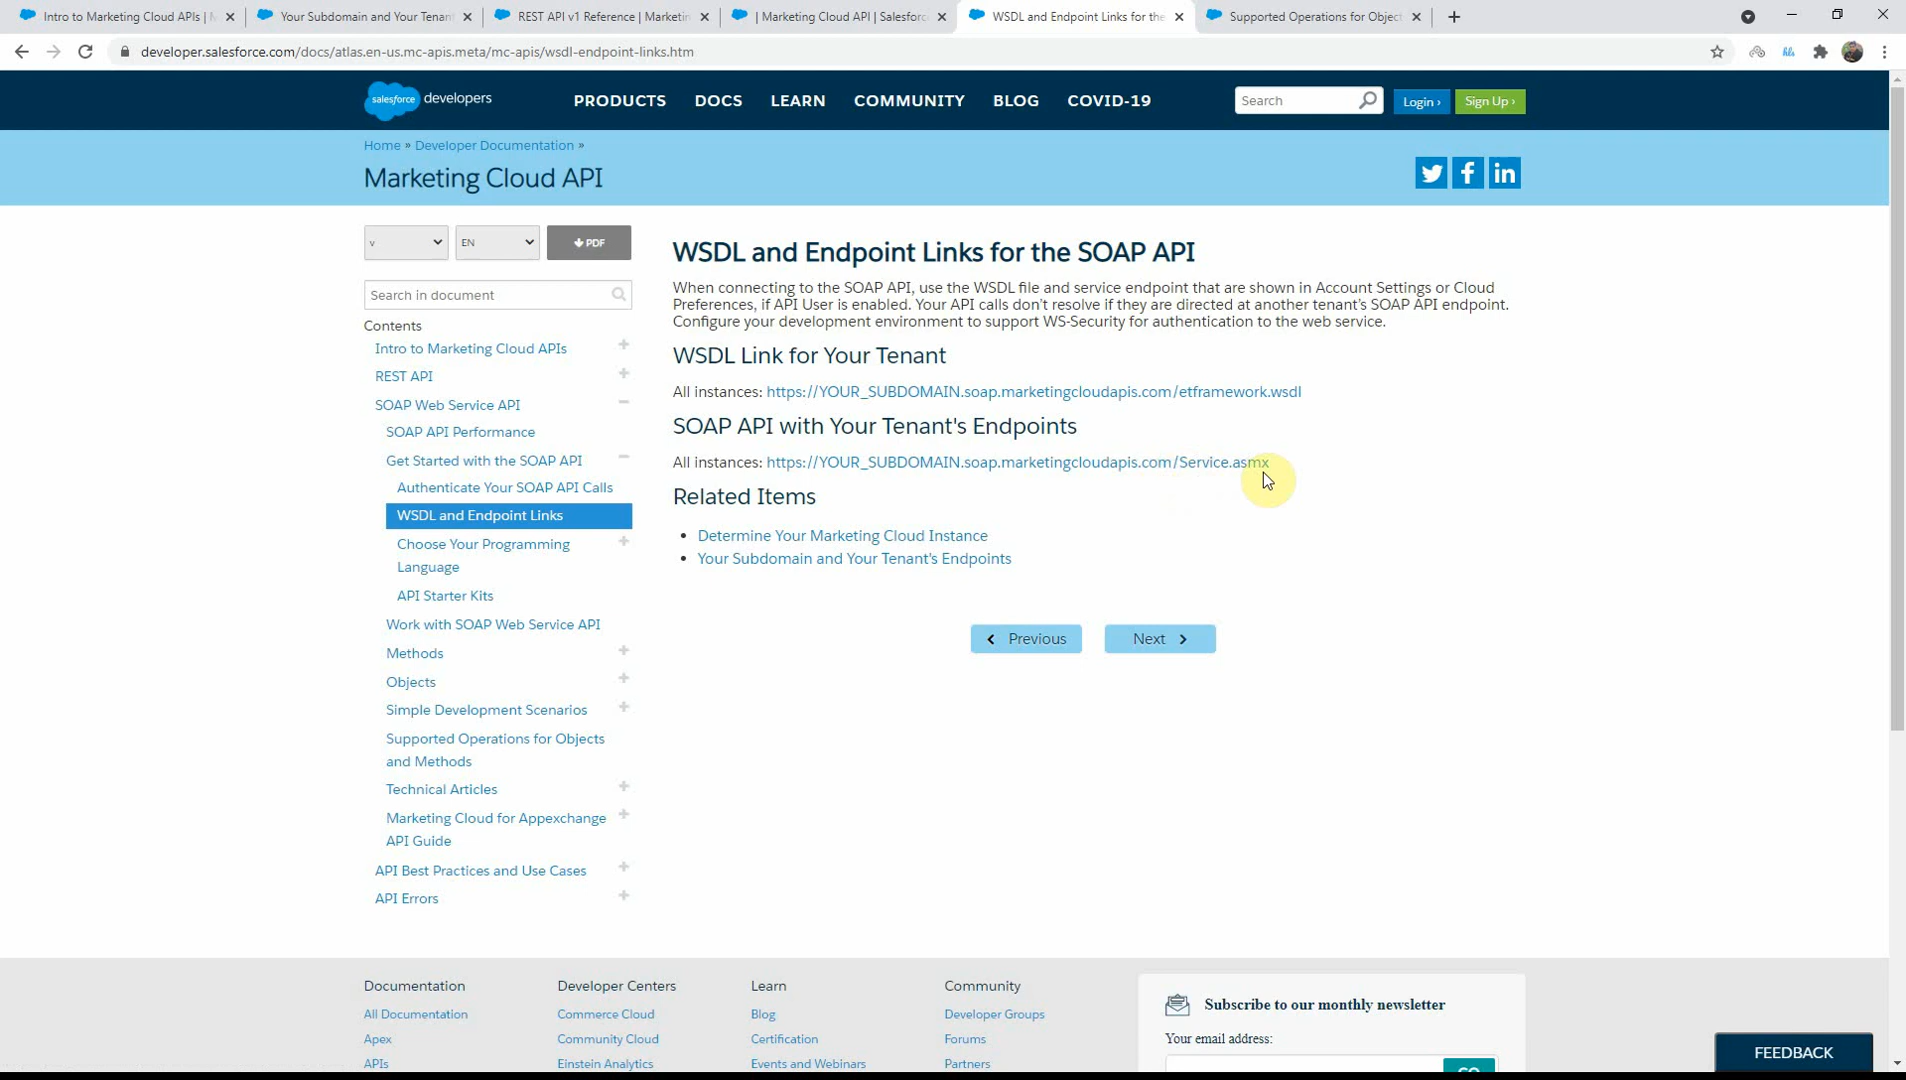 Intro to Marketing Cloud APIs |
Your Subdomain and Your Tenant
REST API v1 Reference | Marketin
| Marketing Cloud API | Salesforc
WSDL and Endpoint Links for the
Supported Operations for Object
developer.salesforce.com/docs/atlas.en-us.mc-apis.meta/mc-apis/wsdl-endpoint-links.htm
salesforce developers
PRODUCTS DOCS LEARN COMMUNITY BLOG COVID-19
Search
Login ›
Sign Up ›
Home » Developer Documentation »
Marketing Cloud API
v
EN
PDF
Search in document
Contents
Intro to Marketing Cloud APIs
REST API
SOAP Web Service API
SOAP API Performance
Get Started with the SOAP API
Authenticate Your SOAP API Calls
WSDL and Endpoint Links
Choose Your Programming
Language
API Starter Kits
Work with SOAP Web Service API
Methods
Objects
Simple Development Scenarios
Supported Operations for Objects
and Methods
Technical Articles
Marketing Cloud for Appexchange
API Guide
API Best Practices and Use Cases
API Errors
WSDL and Endpoint Links for the SOAP API
When connecting to the SOAP API, use the WSDL file and service endpoint that are shown in Account Settings or Cloud
Preferences, if API User is enabled. Your API calls don't resolve if they are directed at another tenant's SOAP API endpoint.
Configure your development environment to support WS-Security for authentication to the web service.
WSDL Link for Your Tenant
All instances: https://YOUR_SUBDOMAIN.soap.marketingcloudapis.com/etframework.wsdl
SOAP API with Your Tenant's Endpoints
All instances: https://YOUR_SUBDOMAIN.soap.marketingcloudapis.com/Service.asmx
Related Items
• Determine Your Marketing Cloud Instance
• Your Subdomain and Your Tenant's Endpoints
Previous
Next
Documentation
All Documentation
Apex
APIs
Developer Centers
Commerce Cloud
Community Cloud
Einstein Analytics
Learn
Blog
Certification
Events and Webinars
Community
Developer Groups
Forums
Partners
Subscribe to our monthly newsletter
Your email address:
GO
FEEDBACK